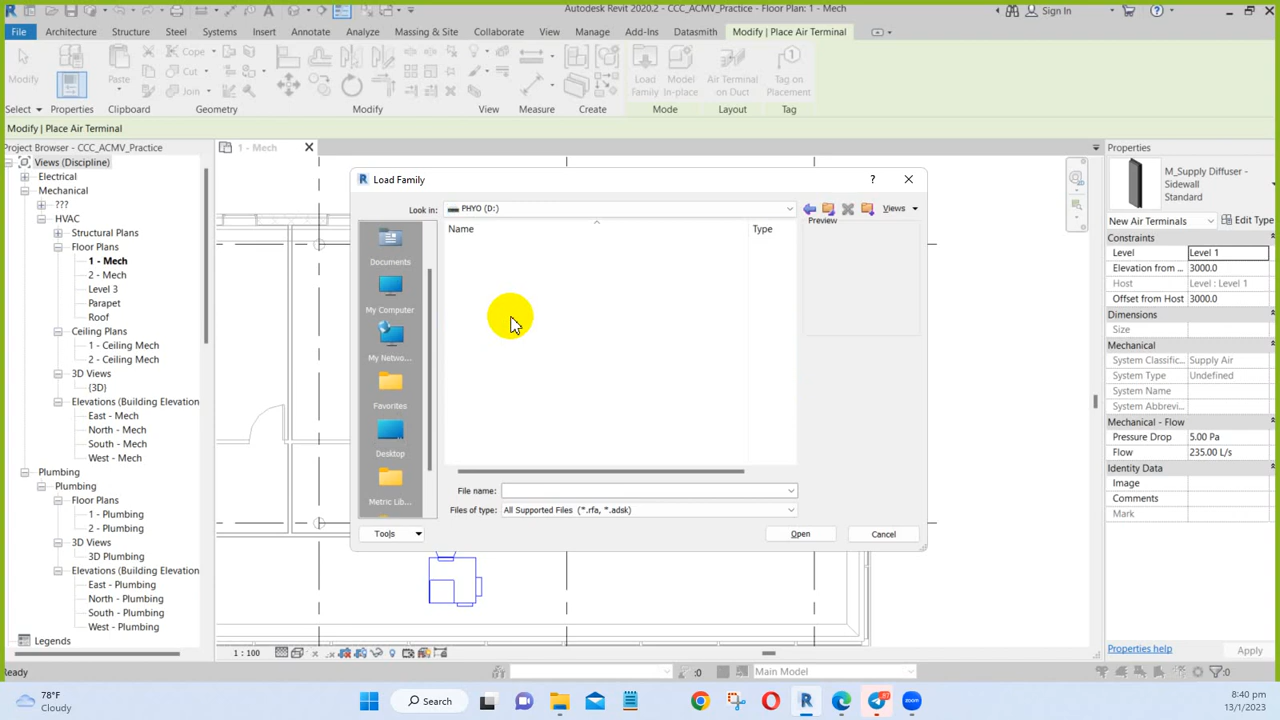 Autodesk Revit 2020.2 - CCC_ACMV_Practice - Floor Plan: 1 - Mech
Sign In
File Architecture Structure Steel Systems Insert Annotate Analyze Massing & Site Collaborate View Manage Add-Ins Datasmith Modify | Place Air Terminal
Modify
Paste
Cope
Cut
Join
Load Family
Model In-place
Air Terminal on Duct
Tag on Placement
Select Properties Clipboard Geometry Modify View Measure Create Mode Layout Tag
Modify | Place Air Terminal
Project Browser - CCC_ACMV_Practice
Views (Discipline)
Electrical
Mechanical
???
HVAC
Structural Plans
Floor Plans
1 - Mech
2 - Mech
Level 3
Parapet
Roof
Ceiling Plans
1 - Ceiling Mech
2 - Ceiling Mech
3D Views
{3D}
Elevations (Building Elevation
East - Mech
North - Mech
South - Mech
West - Mech
Plumbing
Plumbing
Floor Plans
1 - Plumbing
2 - Plumbing
3D Views
3D Plumbing
Elevations (Building Elevation
East - Plumbing
North - Plumbing
South - Plumbing
West - Plumbing
Legends
1 - Mech
Load Family
?
Look in: PHYO (D:)
Views
Name
Type
Preview
Documents
My Computer
My Netwo...
Favorites
Desktop
Metric Lib...
File name:
Files of type: All Supported Files (*.rfa, *.adsk)
Tools
Open
Cancel
Properties
M_Supply Diffuser - Sidewall
New Air Terminals
Edit Type
Constraints
Level Level 1
Elevation from ... 3000.0
Host Level : Level 1
Offset from Host 3000.0
Dimensions
Size
Mechanical
System Classific... Supply Air
System Type Undefined
System Name
System Abbrevi...
Mechanical - Flow
Pressure Drop 5.00 Pa
Flow 235.00 L/s
Identity Data
Image
Comments
Mark
Properties help
Apply
1 : 100
Ready
:0
Main Model
:0
78°F
Cloudy
Search
8:40 pm
13/1/2023